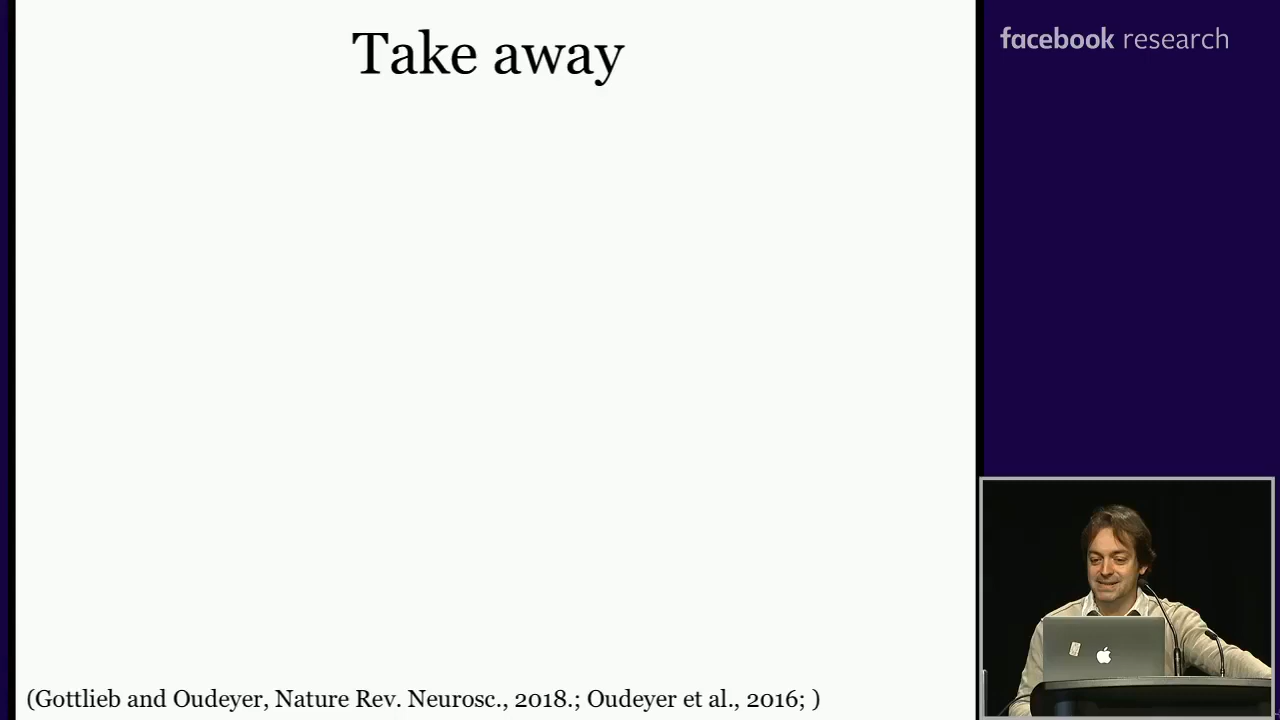 Take away
facebook research
(Gottlieb and Oudeyer, Nature Rev. Neurosc., 2018.; Oudeyer et al., 2016; )